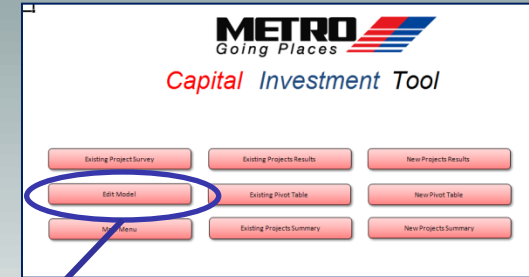 METRO
Going Places
Capital Investment Tool
Existing Project Survey
Existing Projects Results
New Projects Results
Edit Model
Existing Pivot Table
New Pivot Table
Main Menu
Existing Projects Summary
New Projects Summary